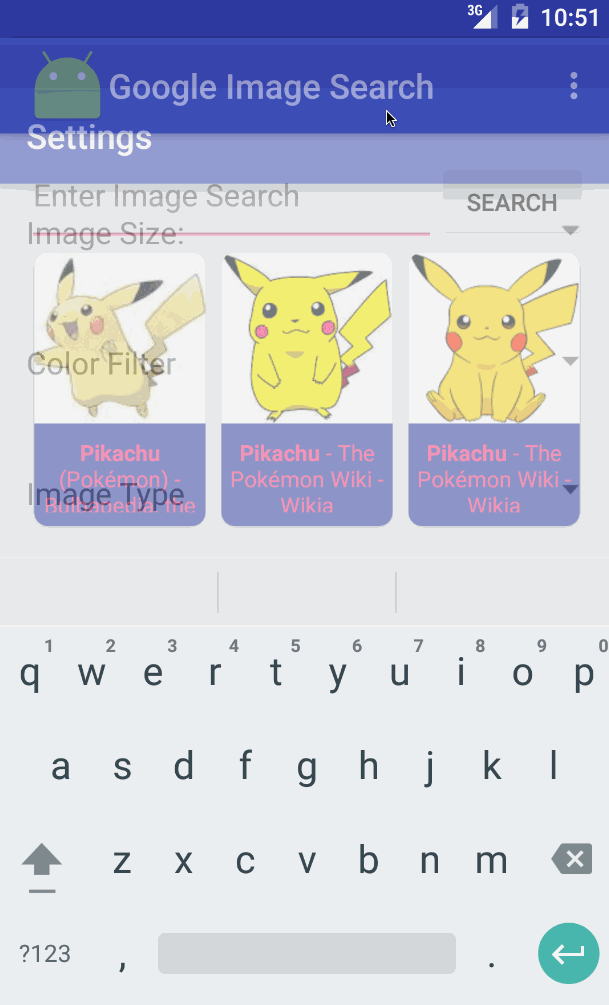 3G 10:51
Google Image Search
Settings
Enter Image Search
SEARCH
Image Size:
Color Filter
Pikachu
(Pokémon) -
Bulbapedia, the
Pikachu - The
Pokémon Wiki -
Wikia
Pikachu - The
Pokémon Wiki -
Wikia
Image Type
1 2 3 4 5 6 7 8 9 0
q w e r t y u i o p
a s d f g h j k l
z x c v b n m
?123 , .